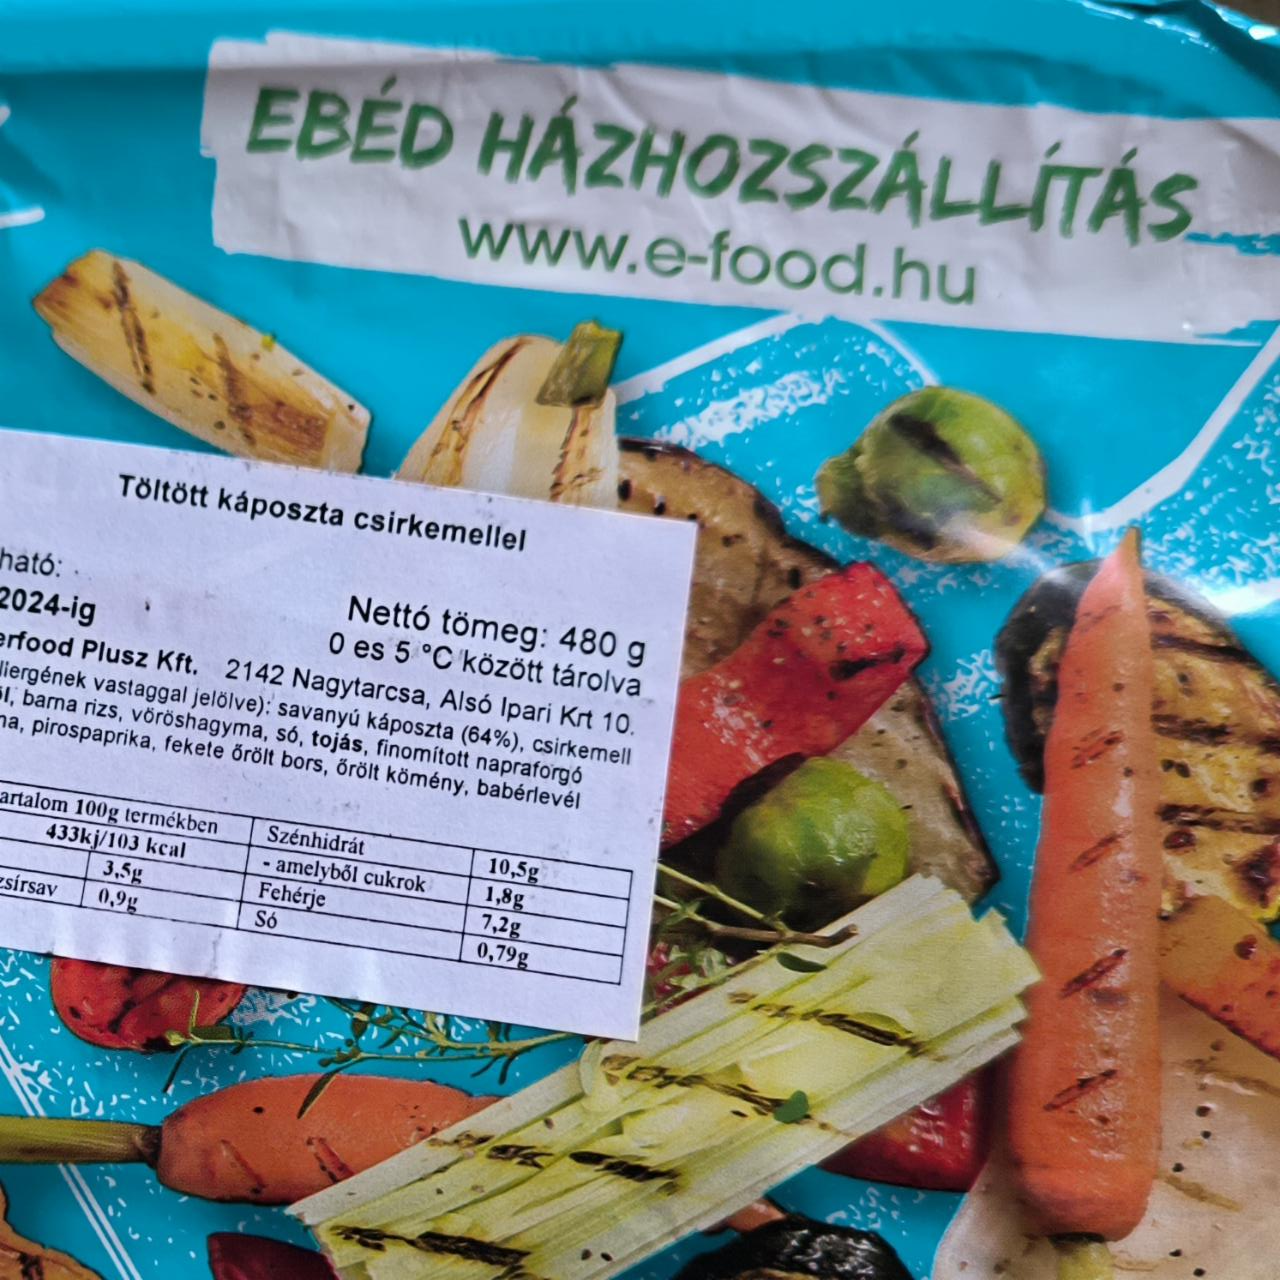 EBÉD HÁZHOZSZÁLLÍTÁS
www.e-food.hu
Töltött káposzta csirkemellel
ható:
2024-ig
Nettó tömeg: 480 g
0 es 5 °C között tárolva
erfood Plusz Kft. 2142 Nagytarcsa, Alsó Ipari Krt 10.
liergének vastaggal jelölve): savanyú káposzta (64%), csirkemell
barna rizs, vöröshagyma, só, tojás, finomított napraforgó
na, pirospaprika, fekete őrölt bors, őrölt kömény, babérlevél
artalom 100g termékben Szénhidrát 10,5g
433kj/103 kcal - amelyből cukrok 1,8g
3,5g Fehérje 7,2g
zsírsav 0,9g Só 0,79g